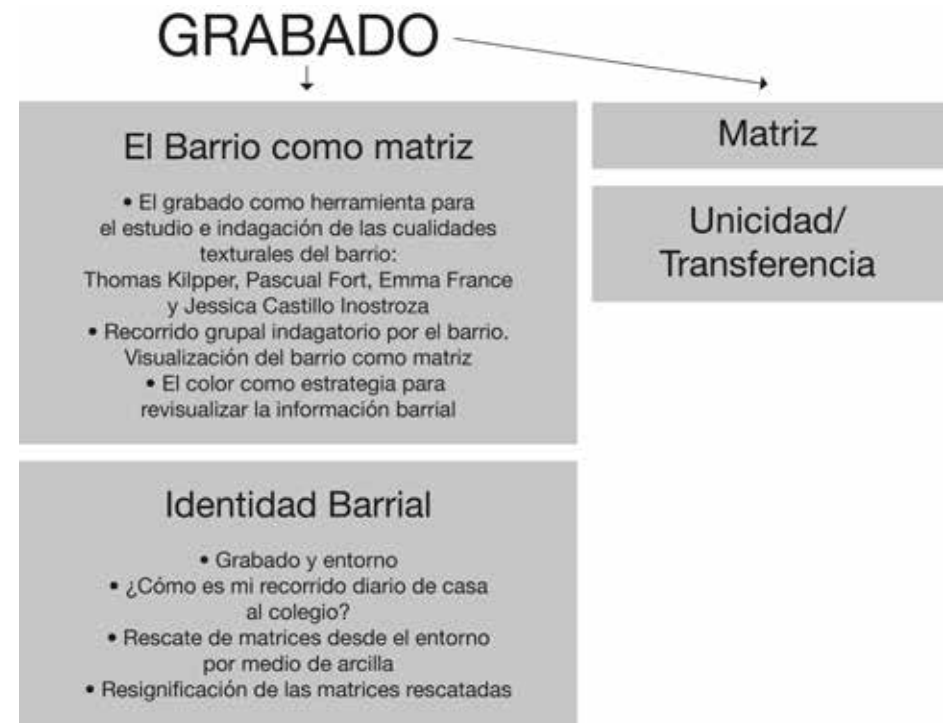 GRABADO
El Barrio como matriz
• El grabado como herramienta para
el estudio e indagación de las cualidades
texturales del barrio:
Thomas Kilpper, Pascual Fort, Emma France
y Jessica Castillo Inostroza
• Recorrido grupal indagatorio por el barrio.
Visualización del barrio como matriz
• El color como estrategia para
revisualizar la información barrial
Identidad Barrial
• Grabado y entorno
• ¿Cómo es mi recorrido diario de casa
al colegio?
• Rescate de matrices desde el entorno
por medio de arcilla
• Resignificación de las matrices rescatadas
Matriz
Unicidad/
Transferencia